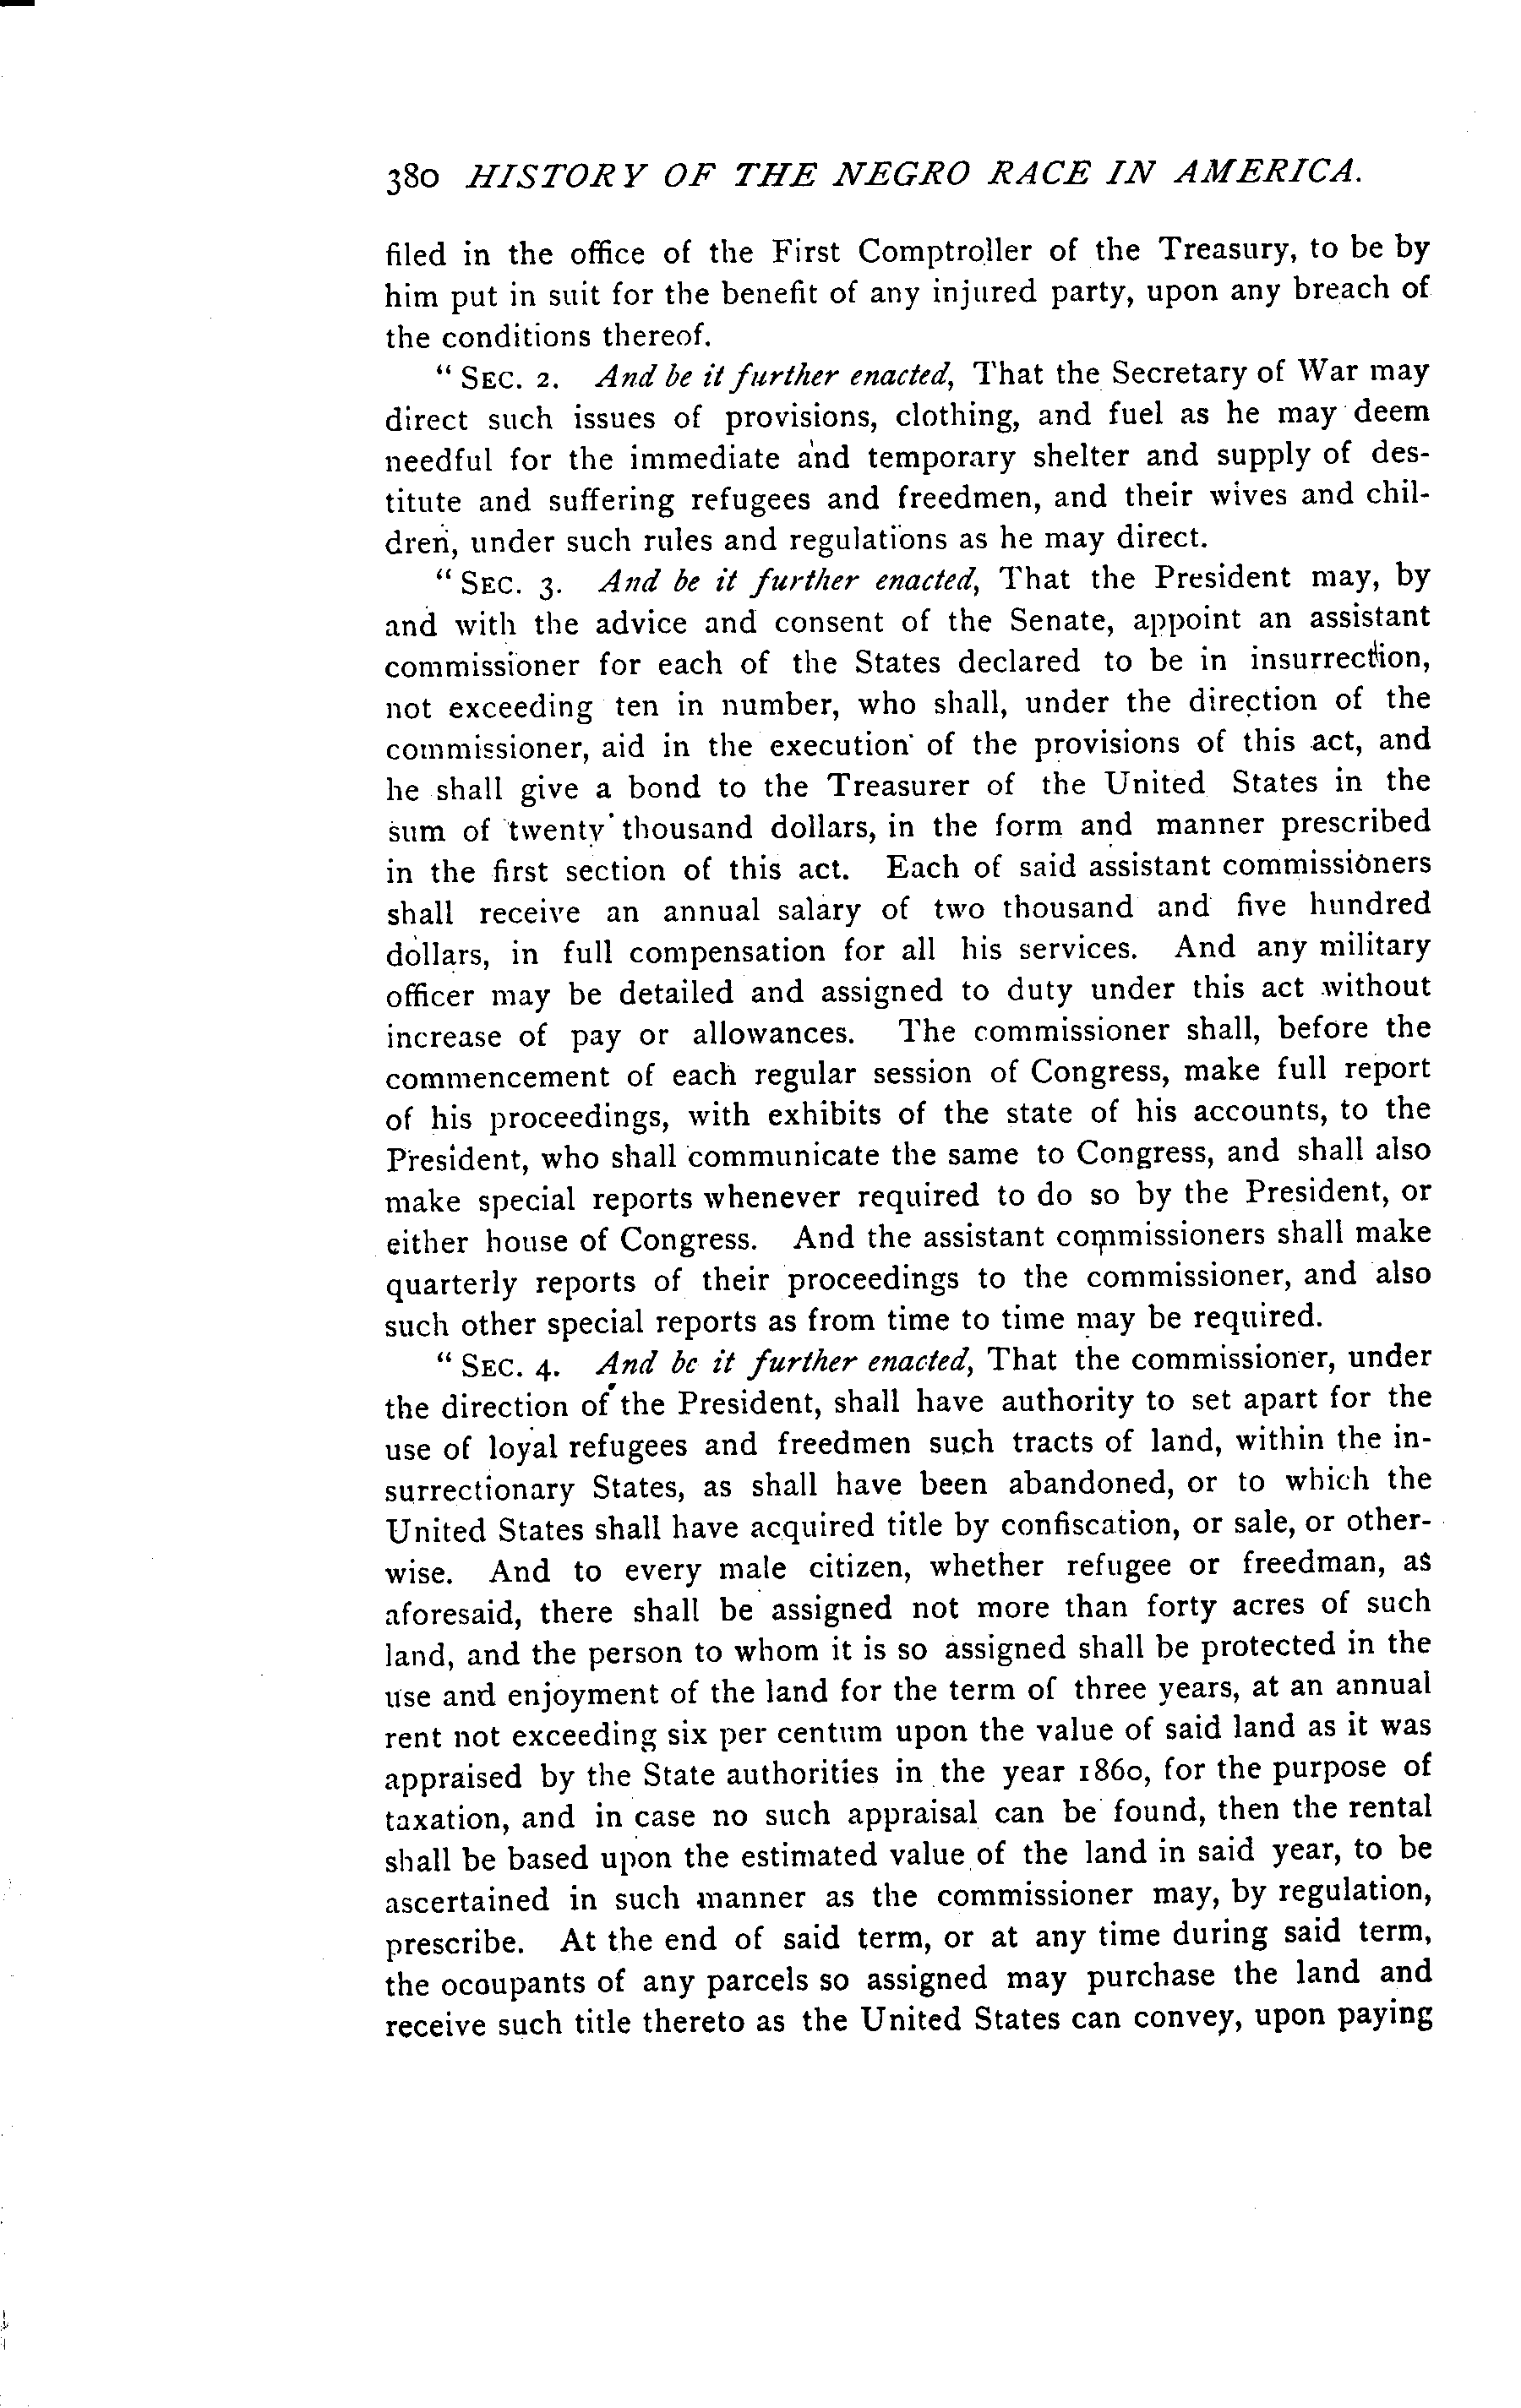 380 HISTORY OF THE NEGRO RACE IN AMERICA.
filed in the office of the First Comptroller of the Treasury, to be by
him put in suit for the benefit of any injured party, upon any breach of
the conditions thereof.
“ SEC. 2. And be it further enacted, That the Secretary of War may
direct such issues of provisions, clothing, and fuel as he may deem
needful for the immediate and temporary shelter and supply of des-
titute and suffering refugees and freedmen, and their wives and chil-
dren, under such rules and regulations as he may direct.
“ SEC. 3. And be it further enacted, That the President may, by
and with the advice and consent of the Senate, appoint an assistant
commissioner for each of the States declared to be in insurrection,
not exceeding ten in number, who shall, under the direction of the
commissioner, aid in the execution of the provisions of this act, and
he shall give a bond to the Treasurer of the United States in the
sum of twenty thousand dollars, in the form and manner prescribed
in the first section of this act. Each of said assistant commissioners
shall receive an annual salary of two thousand and five hundred
dollars, in full compensation for all his services. And any military
officer may be detailed and assigned to duty under this act without
increase of pay or allowances. The commissioner shall, before the
commencement of each regular session of Congress, make full report
of his proceedings, with exhibits of the state of his accounts, to the
President, who shall communicate the same to Congress, and shall also
make special reports whenever required to do so by the President, or
either house of Congress. And the assistant commissioners shall make
quarterly reports of their proceedings to the commissioner, and also
such other special reports as from time to time may be required.
“ SEC. 4. And be it further enacted, That the commissioner, under
the direction of the President, shall have authority to set apart for the
use of loyal refugees and freedmen such tracts of land, within the in-
surrectionary States, as shall have been abandoned, or to which the
United States shall have acquired title by confiscation, or sale, or other-
wise. And to every male citizen, whether refugee or freedman, as
aforesaid, there shall be assigned not more than forty acres of such
land, and the person to whom it is so assigned shall be protected in the
use and enjoyment of the land for the term of three years, at an annual
rent not exceeding six per centum upon the value of said land as it was
appraised by the State authorities in the year 1860, for the purpose of
taxation, and in case no such appraisal can be found, then the rental
shall be based upon the estimated value of the land in said year, to be
ascertained in such manner as the commissioner may, by regulation,
prescribe. At the end of said term, or at any time during said term,
the ocoupants of any parcels so assigned may purchase the land and
receive such title thereto as the United States can convey, upon paying